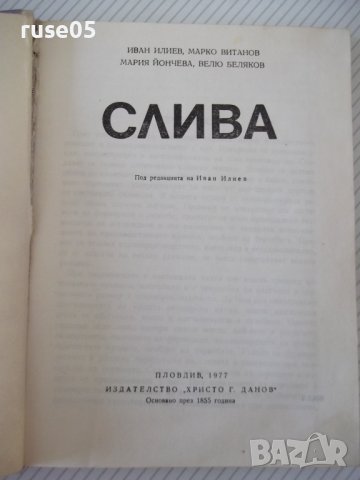 ruse05
ИВАН ИЛИЕВ, МАРКО ВИТАНОВ
МАРИЯ ЙОНЧЕВА, ВЕЛЮ БЕЛЯКОВ
СЛИВА
Под редакцията на Иван Илиев
ПЛОВДИВ, 1977
ИЗДАТЕЛСТВО „ХРИСТО Г. ДАНОВ"
Основано през 1855 година
BAZAR